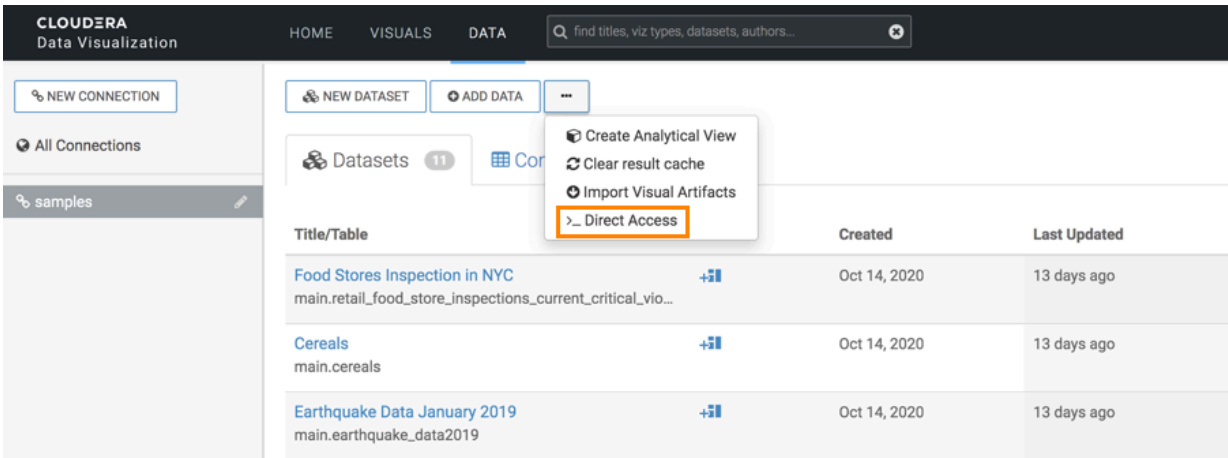 CLOUDERA
Data Visualization
HOME VISUALS DATA
find titles, viz types, datasets, authors...
NEW CONNECTION
All Connections
samples
NEW DATASET ADD DATA ...
Create Analytical View
Clear result cache
Import Visual Artifacts
>_ Direct Access
Datasets 11 Con
Title/Table Created Last Updated
Food Stores Inspection in NYC Oct 14, 2020 13 days ago
main.retail_food_store_inspections_current_critical_vio...
Cereals Oct 14, 2020 13 days ago
main.cereals
Earthquake Data January 2019 Oct 14, 2020 13 days ago
main.earthquake_data2019